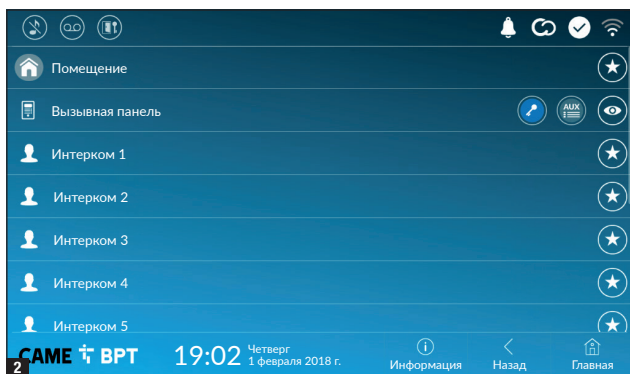 Помещение
Вызывная панель
AUX
Интерком 1
Интерком 2
Интерком 3
Интерком 4
Интерком 5
2
CAME BPT
19:02
Четверг
1 февраля 2018 г.
Информация
Назад
Главная